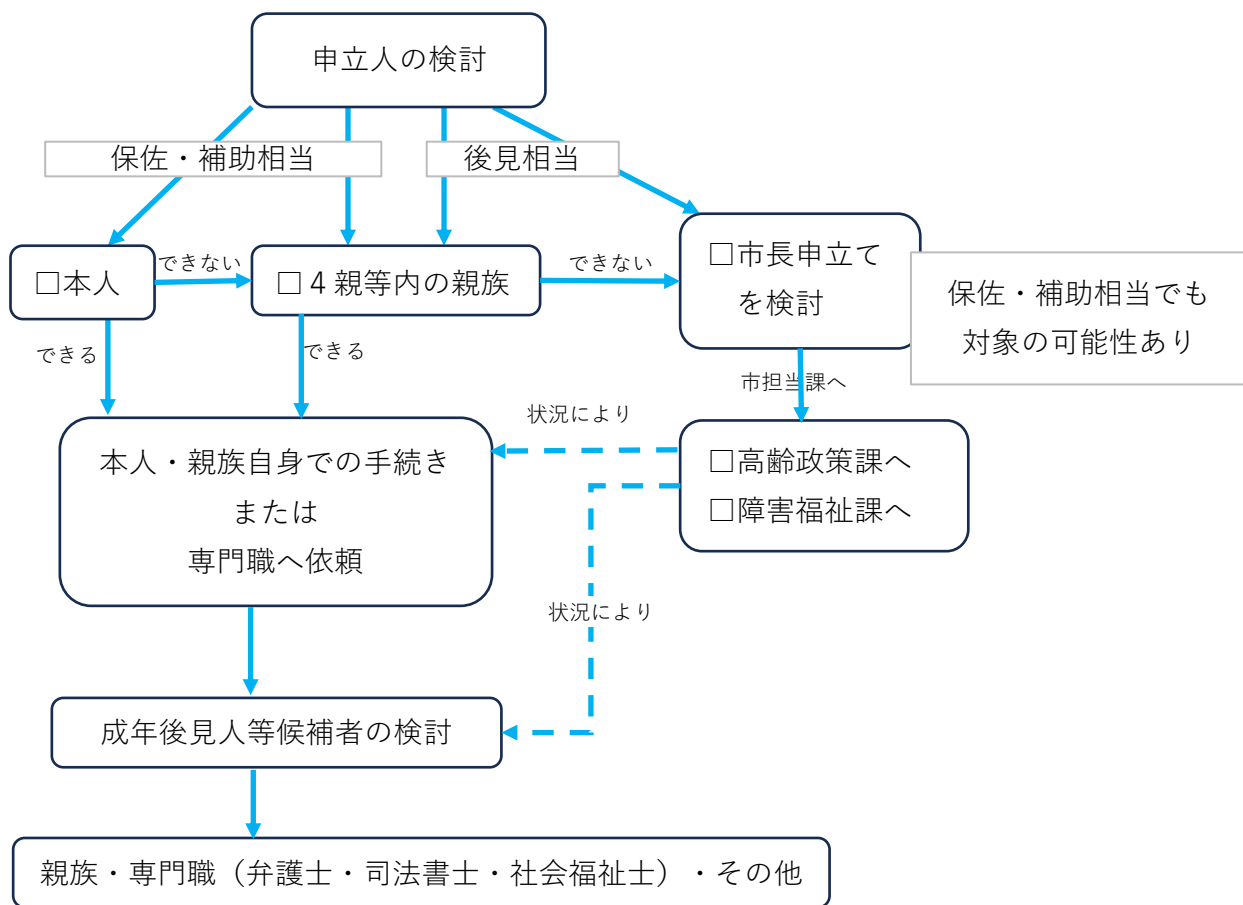 申立人の検討
保佐・補助相当
後見相当
□本人
できない
□４親等内の親族
できない
□市長申立て
を検討
保佐・補助相当でも
対象の可能性あり
できる
できる
市担当課へ
状況により
本人・親族自身での手続き
または
専門職へ依頼
□高齢政策課へ
□障害福祉課へ
状況により
成年後見人等候補者の検討
親族・専門職（弁護士・司法書士・社会福祉士）・その他